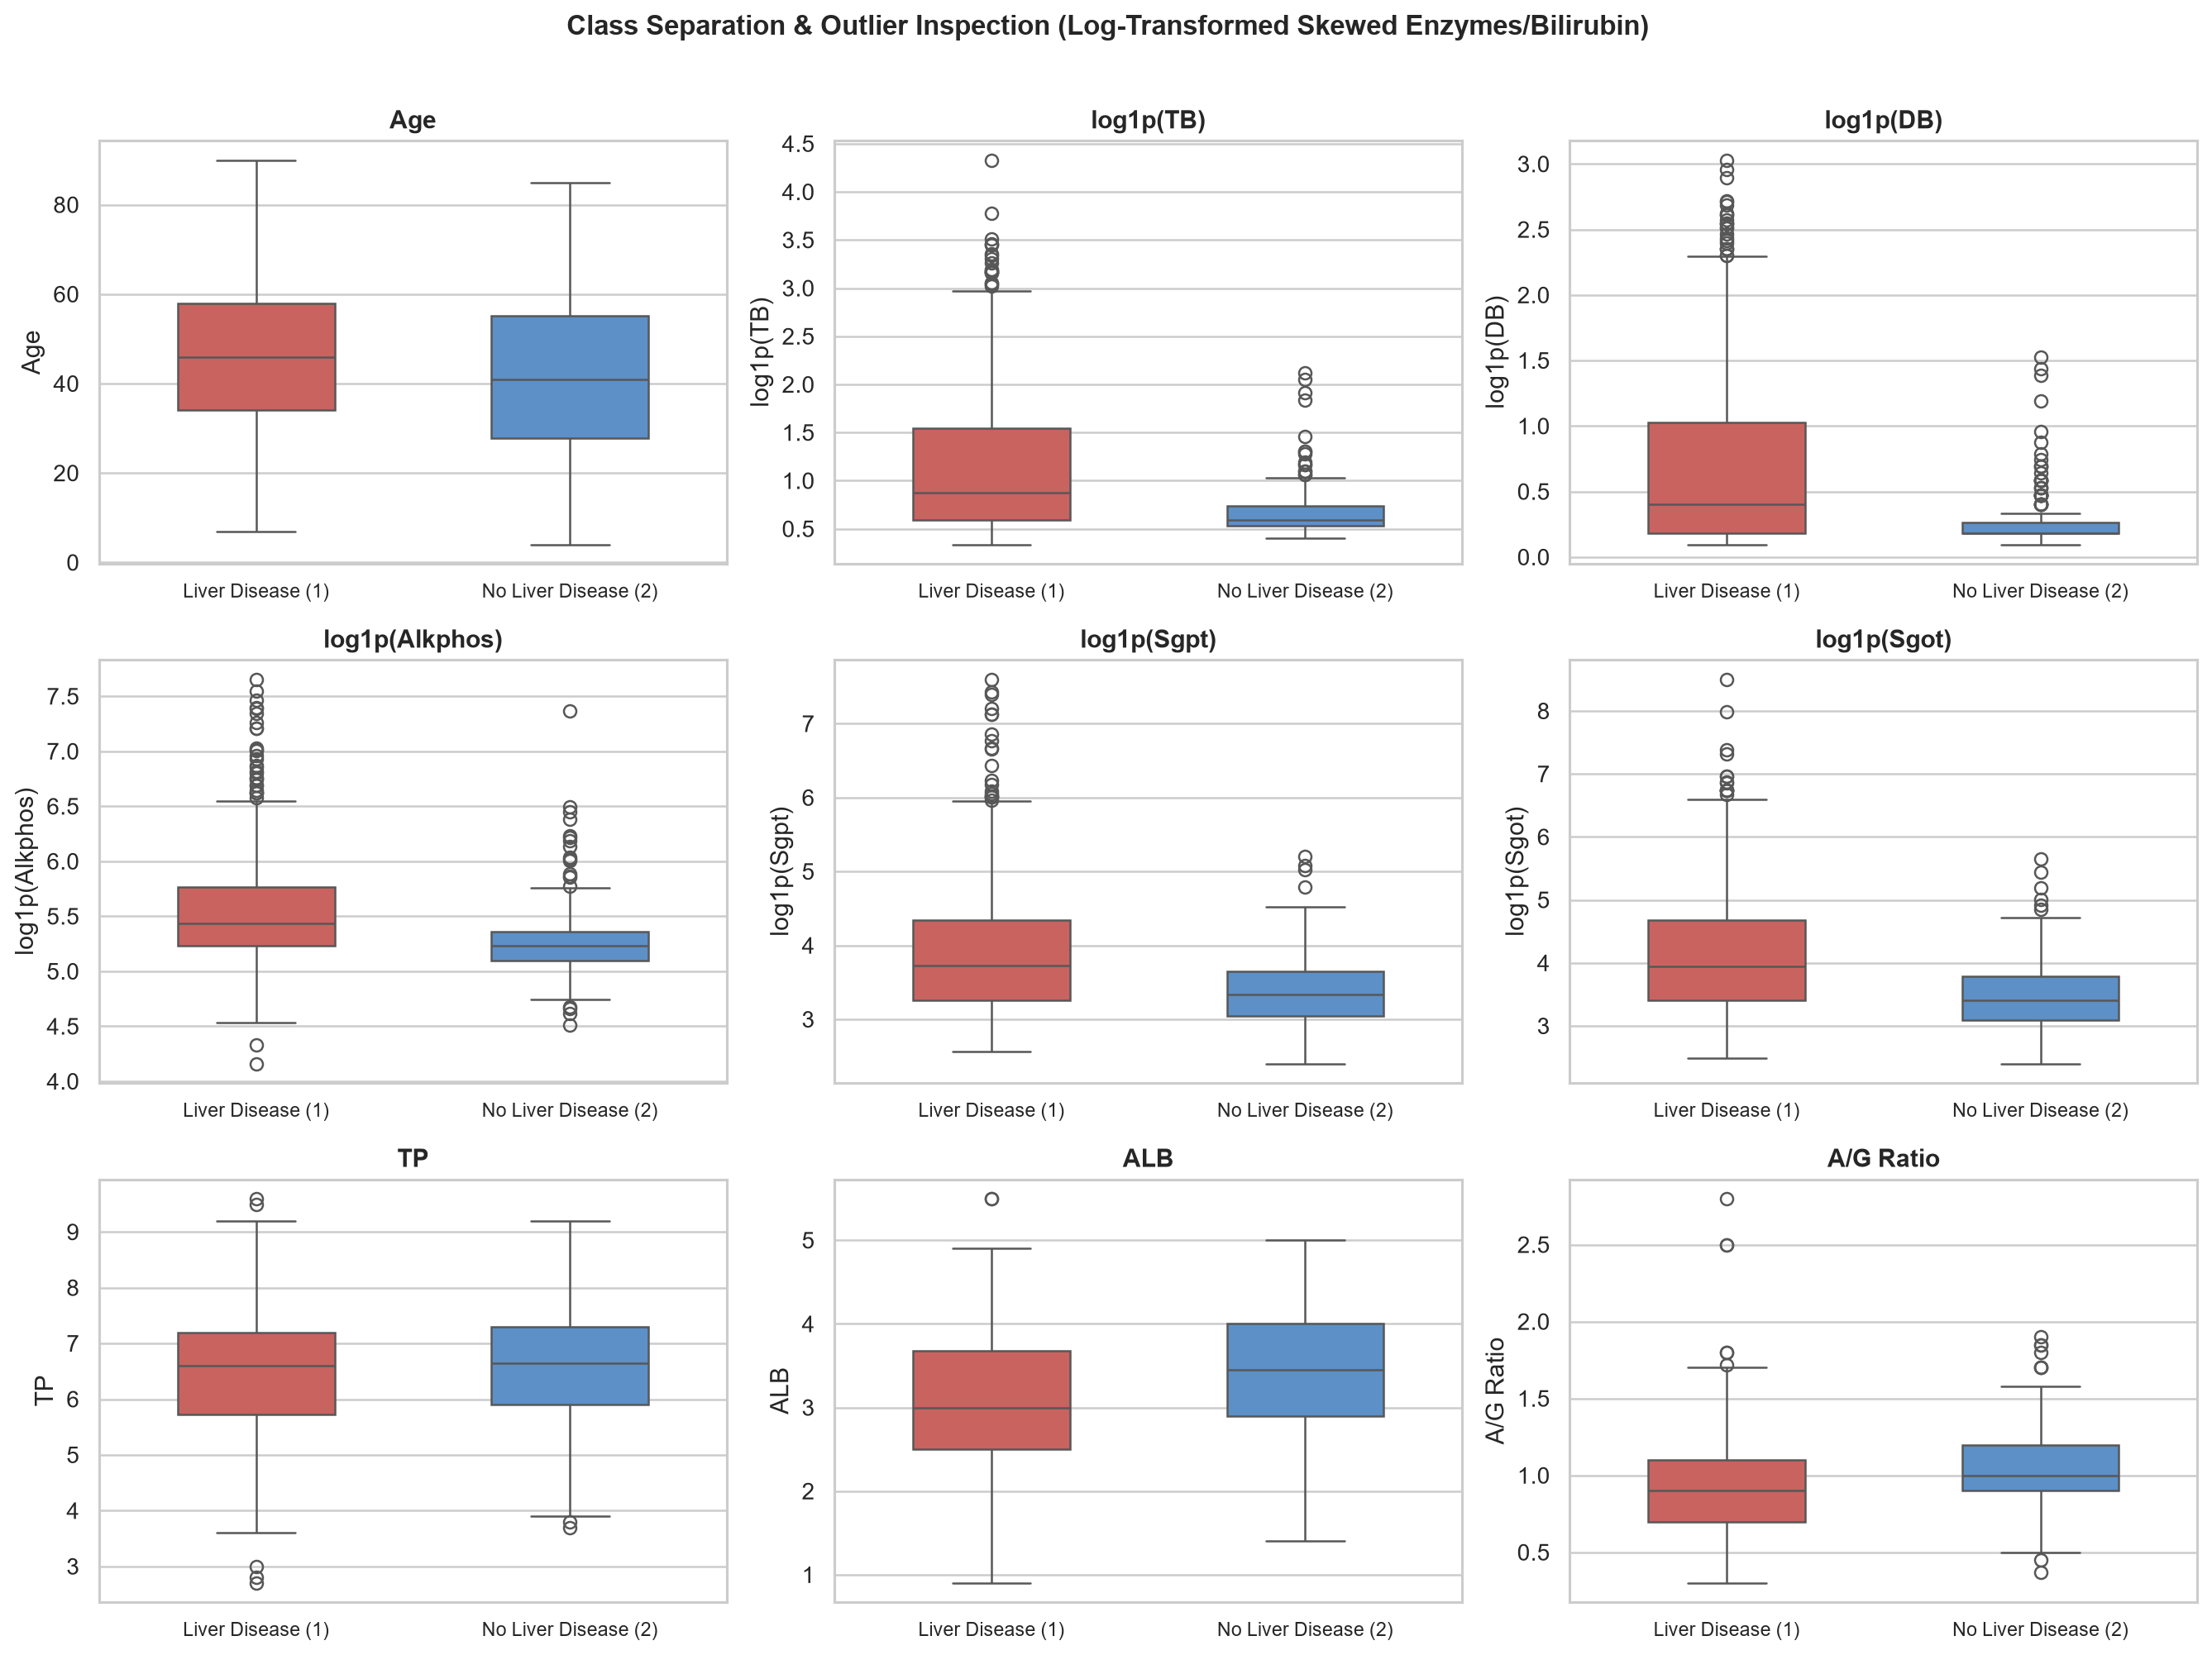 Class Separation & Outlier Inspection (Log-Transformed Skewed Enzymes/Bilirubin)
Age
Age
80
60
40
20
0
Liver Disease (1) No Liver Disease (2)
log1p(TB)
log1p(TB)
4.5
4.0
3.5
3.0
2.5
2.0
1.5
1.0
0.5
Liver Disease (1) No Liver Disease (2)
log1p(DB)
log1p(DB)
3.0
2.5
2.0
1.5
1.0
0.5
0.0
Liver Disease (1) No Liver Disease (2)
log1p(Alkphos)
log1p(Alkphos)
7.5
7.0
6.5
6.0
5.5
5.0
4.5
4.0
Liver Disease (1) No Liver Disease (2)
log1p(Sgpt)
log1p(Sgpt)
7
6
5
4
3
Liver Disease (1) No Liver Disease (2)
log1p(Sgot)
log1p(Sgot)
8
7
6
5
4
3
Liver Disease (1) No Liver Disease (2)
TP
TP
9
8
7
6
5
4
3
Liver Disease (1) No Liver Disease (2)
ALB
ALB
5
4
3
2
1
Liver Disease (1) No Liver Disease (2)
A/G Ratio
A/G Ratio
2.5
2.0
1.5
1.0
0.5
Liver Disease (1) No Liver Disease (2)